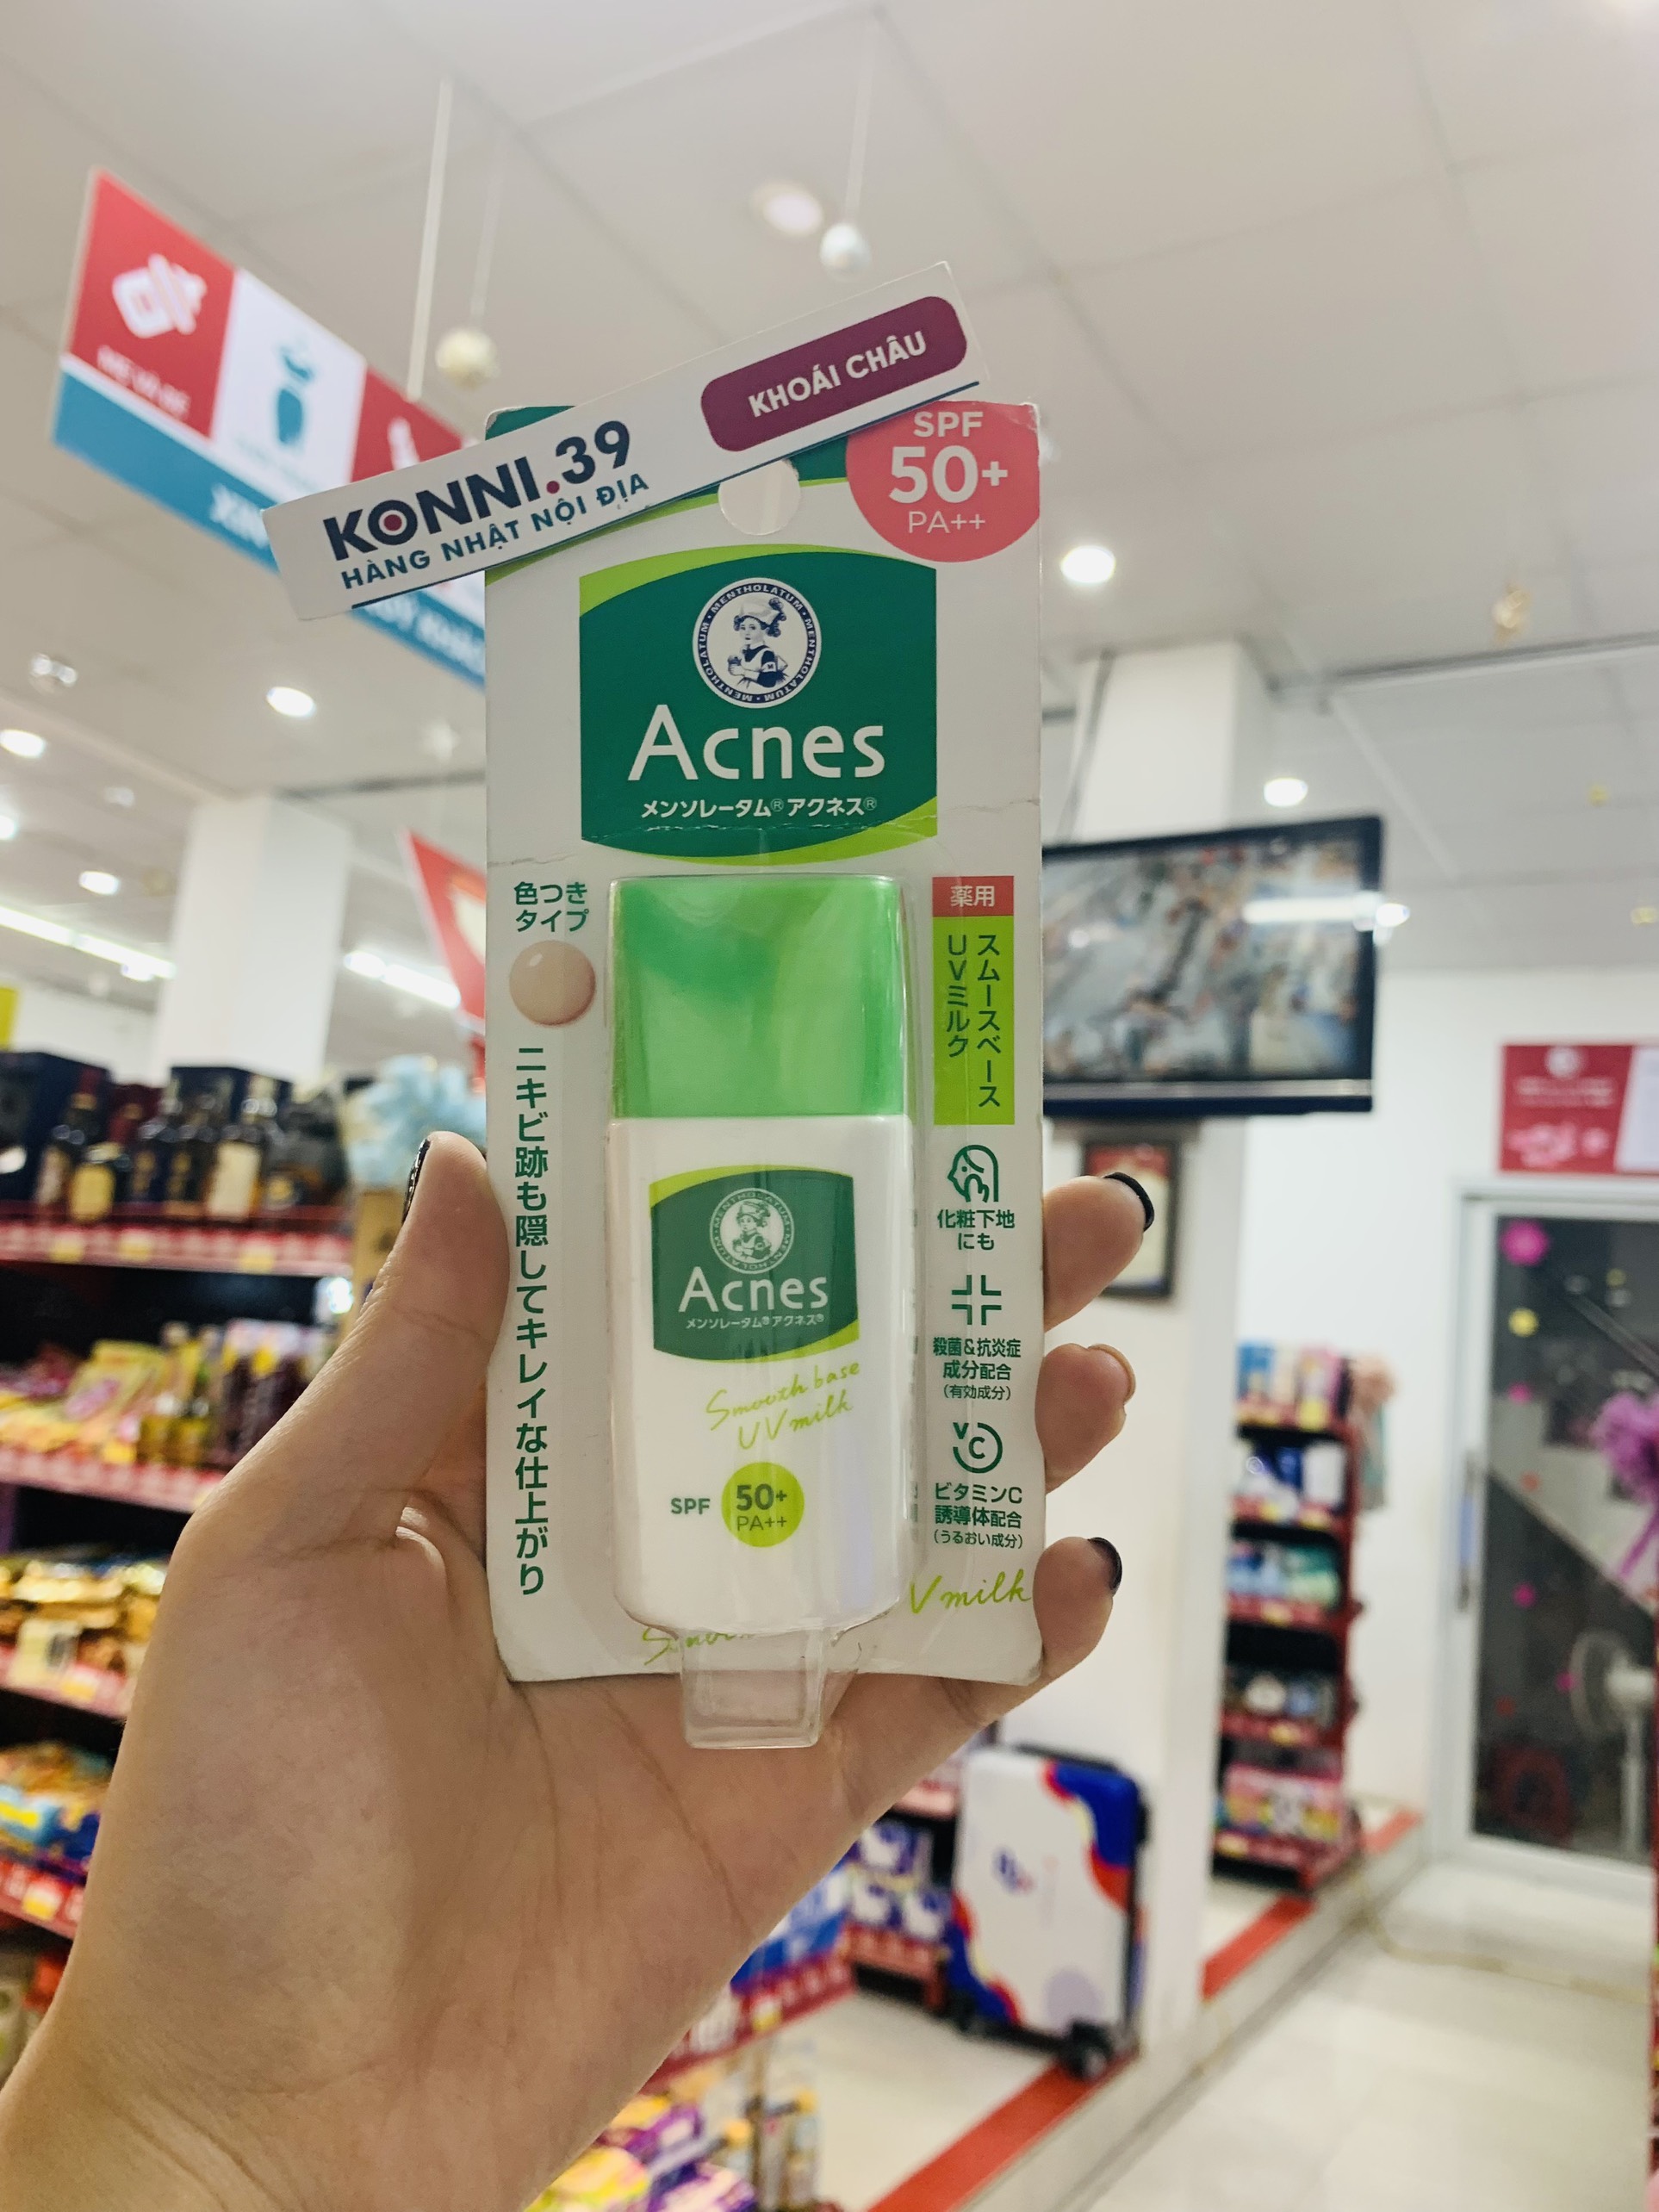 KHOÁI CHÂU
KONNI.39
HÀNG NHẬT NỘI ĐỊA
SPF
50+
PA++
MENTHOLATUM · MENTHOLATUM · MENTHOLATUM
Acnes
メンソレータム® アクネス®
色つき
タイプ
ニキビ跡も隠してキレイな仕上がり
薬用
スムースベース
UVミルク
化粧下地
にも
殺菌&抗炎症
成分配合
(有効成分)
VC
ビタミンC
誘導体配合
(うるおい成分)
Acnes
メンソレータム® アクネス®
Smooth base
UV milk
SPF 50+
PA++
V milk